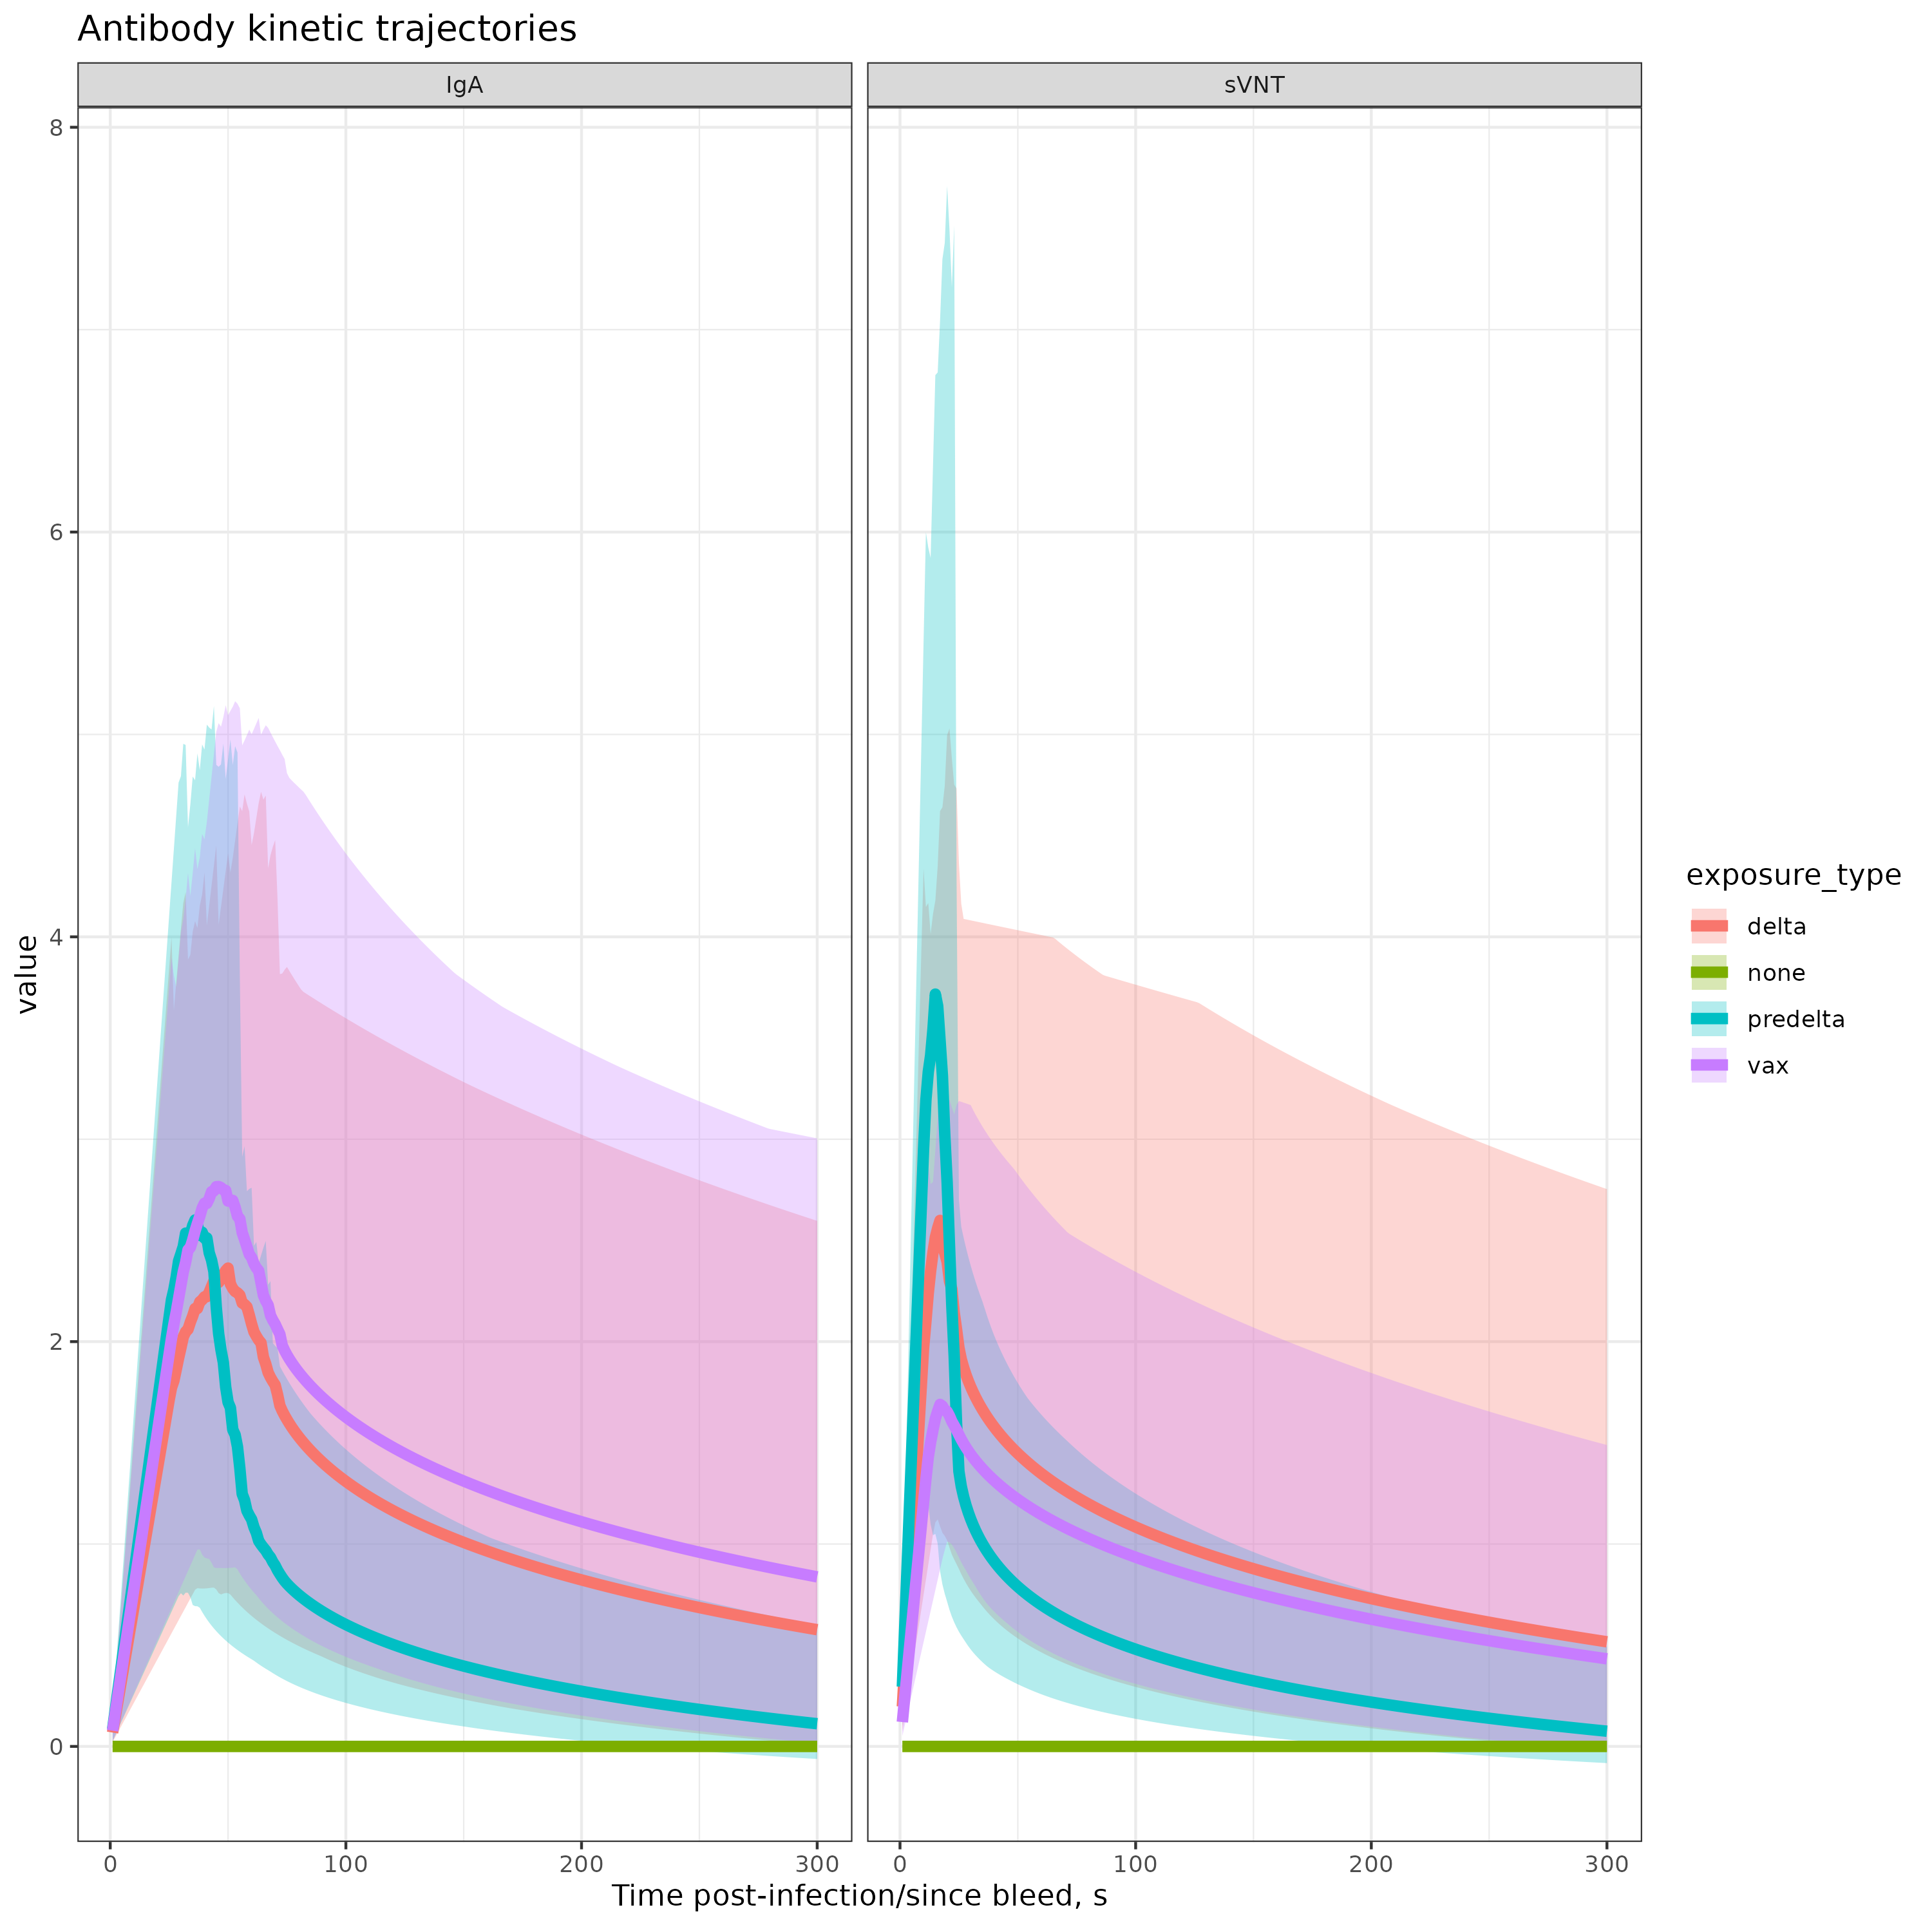 Antibody kinetic trajectories
IgA
sVNT
8
6
4
2
0
value
0 100 200 300
0 100 200 300
Time post-infection/since bleed, s
exposure_type
delta
none
predelta
vax